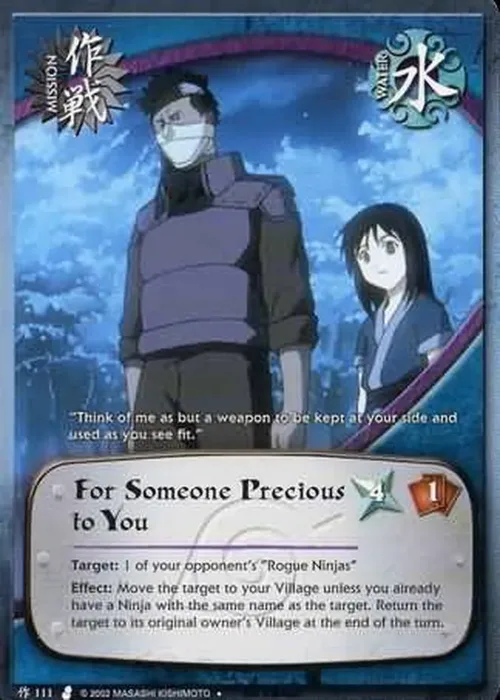 MISSION
作戦
WATER
水
"Think of me as but a weapon to be kept at your side and
used as you see fit."
For Someone Precious
to You
4
1
Target: 1 of your opponent's "Rogue Ninjas"
Effect: Move the target to your Village unless you already
have a Ninja with the same name as the target. Return the
target to its original owner's Village at the end of the turn.
作 111 © 2002 MASASHI KISHIMOTO